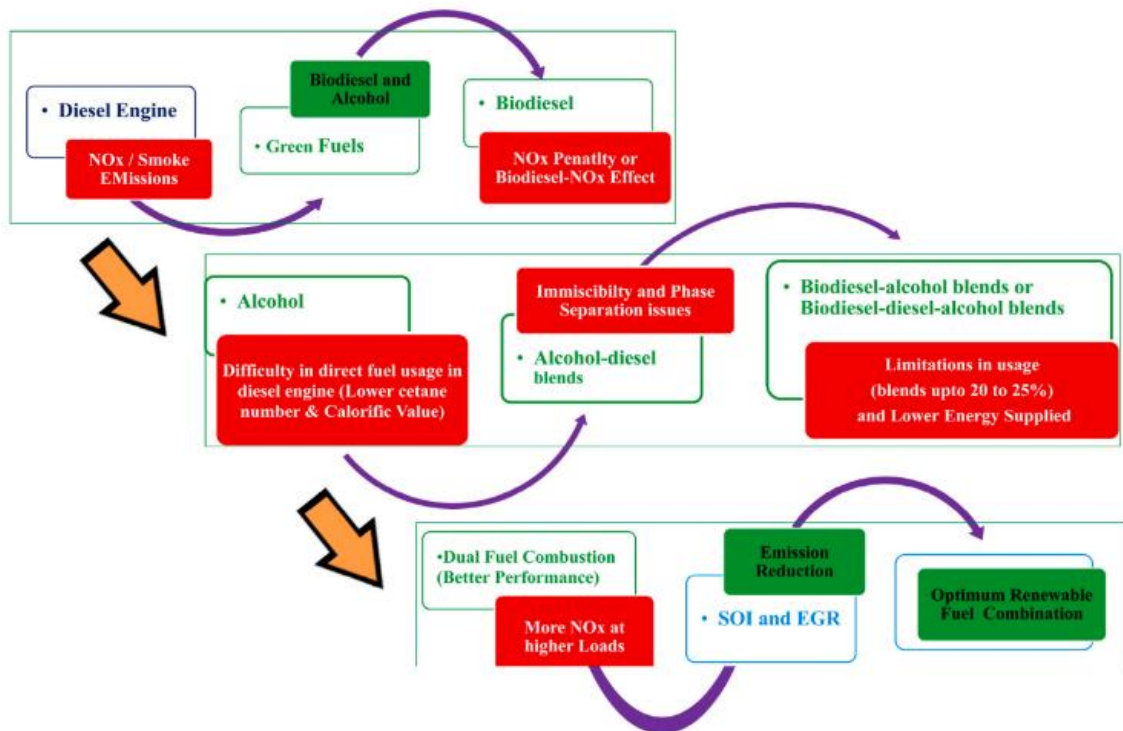 • Diesel Engine
NOx / Smoke
EMissions
Biodiesel and
Alcohol
• Green Fuels
• Biodiesel
NOx Penatlty or
Biodiesel-NOx Effect
• Alcohol
Difficulty in direct fuel usage in
diesel engine (Lower cetane
number & Calorific Value)
Immiscibilty and Phase
Separation issues
• Alcohol-diesel
blends
• Biodiesel-alcohol blends or
Biodiesel-diesel-alcohol blends
Limitations in usage
(blends upto 20 to 25%)
and Lower Energy Supplied
•Dual Fuel Combustion
(Better Performance)
More NOx at
higher Loads
Emission
Reduction
• SOI and EGR
Optimum Renewable
Fuel Combination